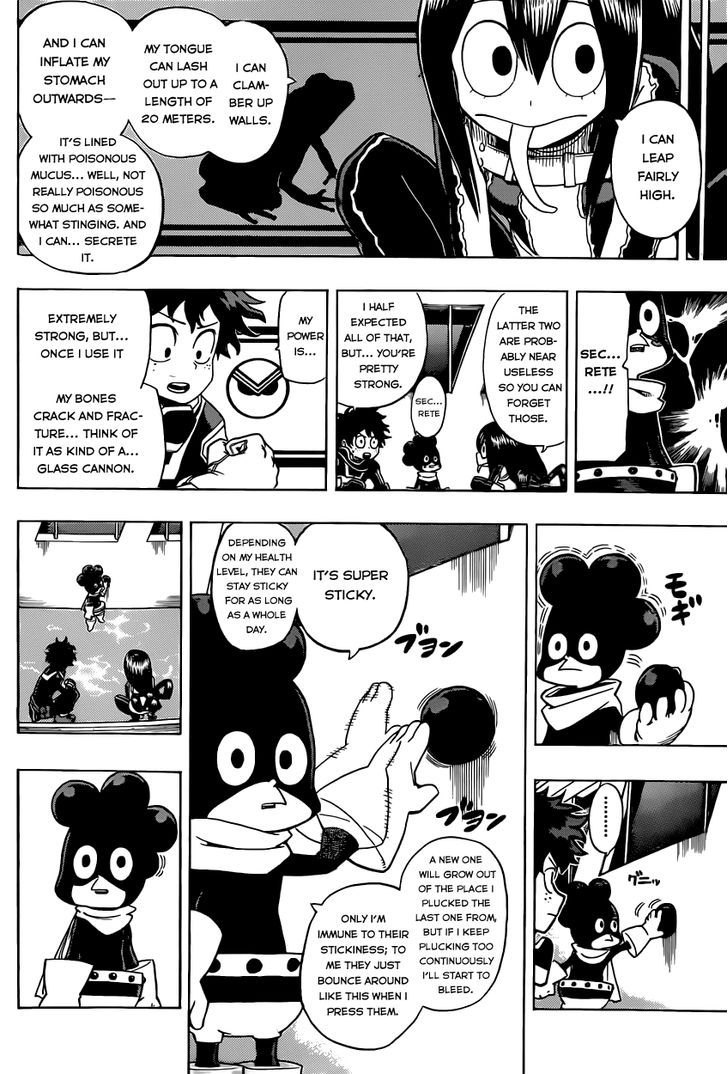 I CAN
LEAP
FAIRLY
HIGH.
I CAN
CLAM-
BER UP
WALLS.
MY TONGUE
CAN LASH
OUT UP TO A
LENGTH OF
20 METERS.
AND I CAN
INFLATE MY
STOMACH
OUTWARDS—
IT'S LINED
WITH POISONOUS
MUCUS... WELL, NOT
REALLY POISONOUS
SO MUCH AS SOME-
WHAT STINGING. AND
I CAN... SECRETE
IT.
SEC...
RETE
...!!
THE
LATTER TWO
ARE PROB-
ABLY NEAR
USELESS
SO YOU CAN
FORGET
THOSE.
SEC...
RETE
I HALF
EXPECTED
ALL OF THAT,
BUT... YOU'RE
PRETTY
STRONG.
MY
POWER
IS...
EXTREMELY
STRONG, BUT...
ONCE I USE IT
MY BONES
CRACK AND FRAC-
TURE... THINK OF
IT AS KIND OF A...
GLASS CANNON.
モギッ
IT'S SUPER
STICKY.
DEPENDING
ON MY HEALTH
LEVEL, THEY CAN
STAY STICKY
FOR AS LONG
AS A WHOLE
DAY.
ブヨン
ブヨン
A NEW ONE
WILL GROW OUT
OF THE PLACE I
PLUCKED THE
LAST ONE FROM,
BUT IF I KEEP
PLUCKING TOO
CONTINUOUSLY
I'LL START TO
BLEED.
ONLY I'M
IMMUNE TO THEIR
STICKINESS; TO
ME THEY JUST
BOUNCE AROUND
LIKE THIS WHEN I
PRESS THEM.
........
グニッ